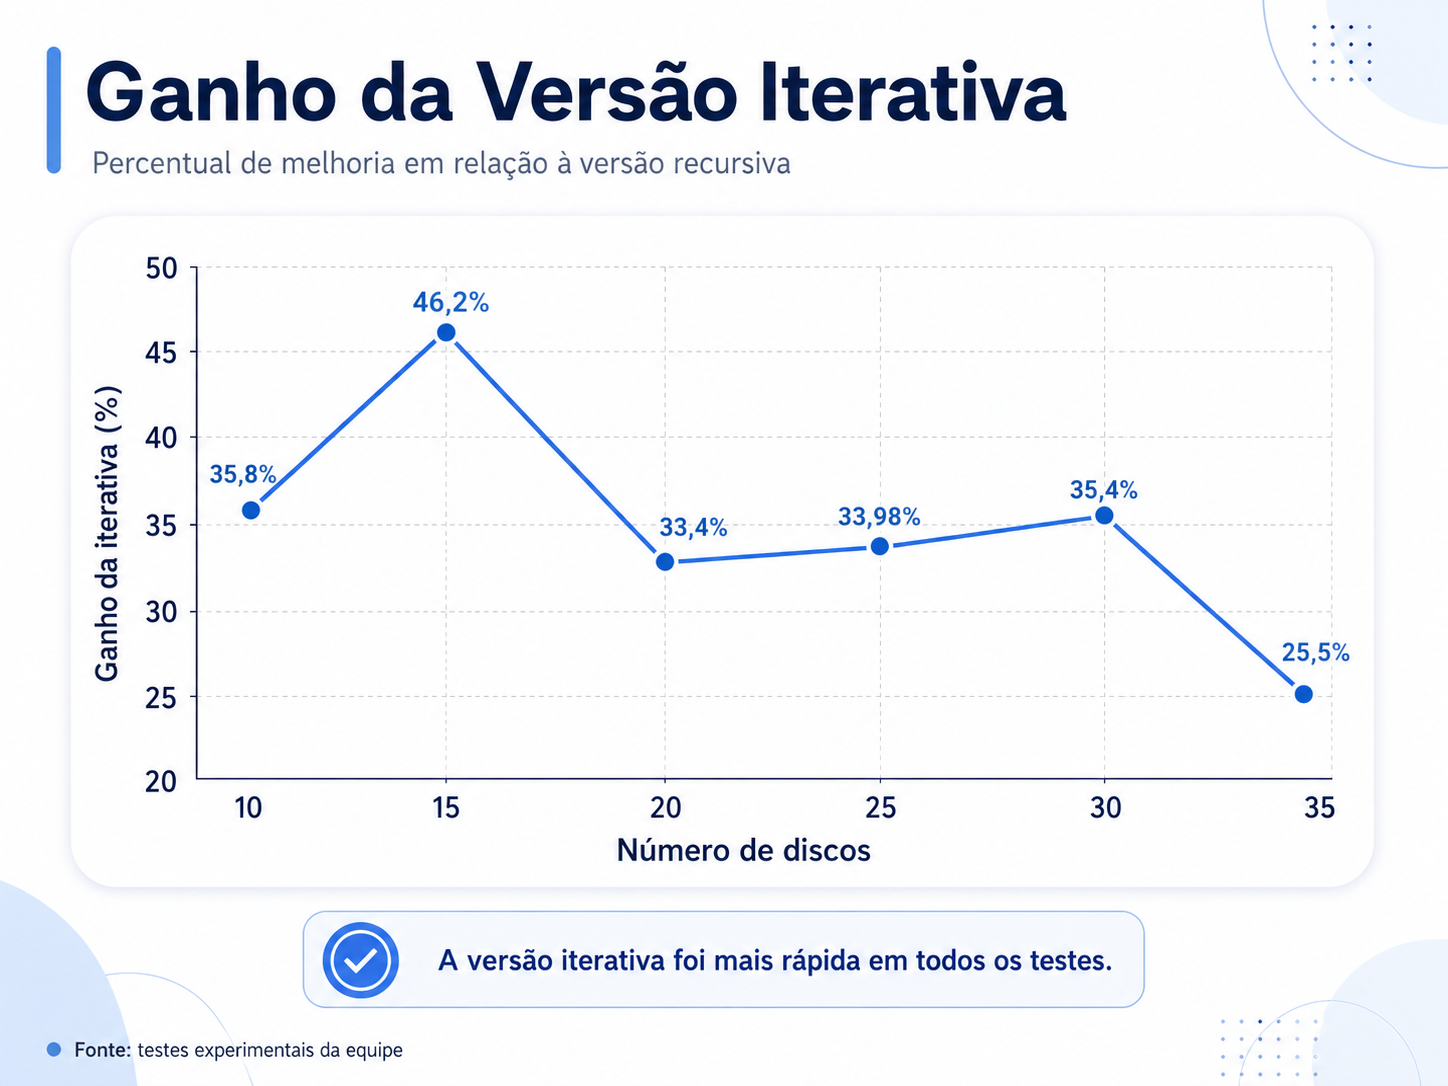 Ganho da Versão Iterativa
Percentual de melhoria em relação à versão recursiva
Ganho da iterativa (%)
50
45
40
35
30
25
20
35,8%
46,2%
33,4%
33,98%
35,4%
25,5%
10 15 20 25 30 35
Número de discos
A versão iterativa foi mais rápida em todos os testes.
Fonte: testes experimentais da equipe